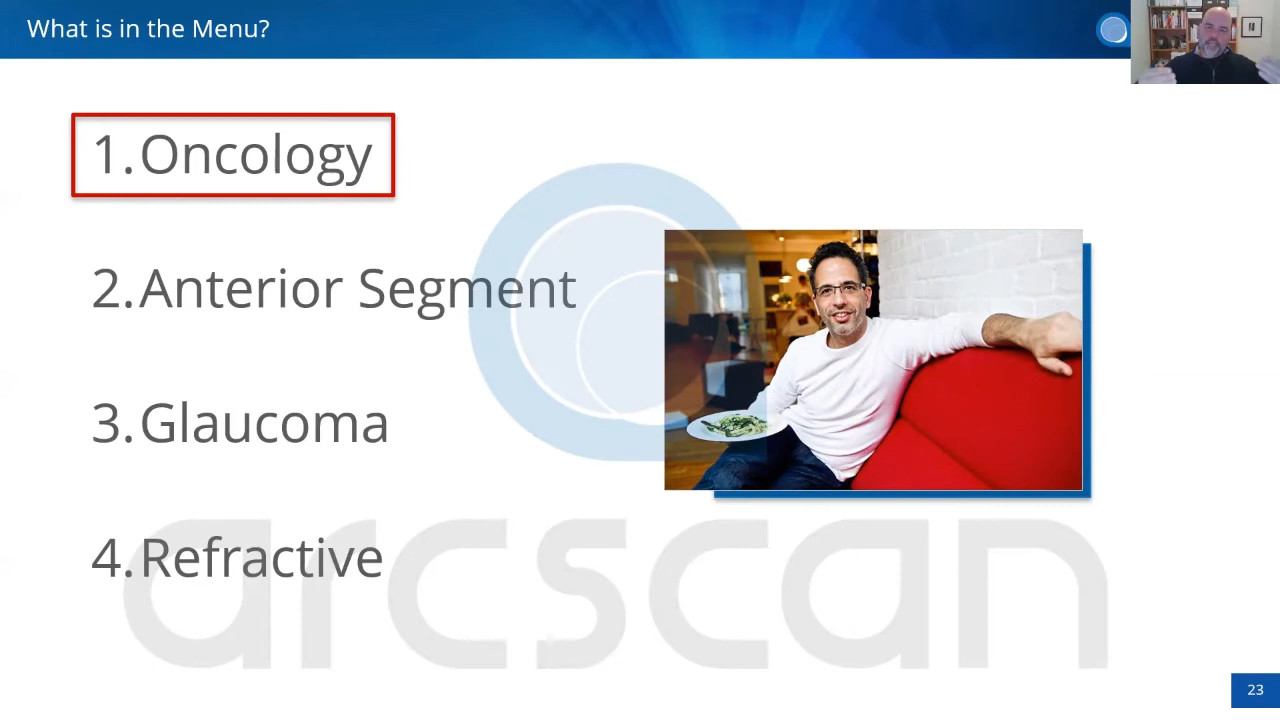 What is in the Menu?
1. Oncology
2. Anterior Segment
3. Glaucoma
4. Refractive
arcscan
23